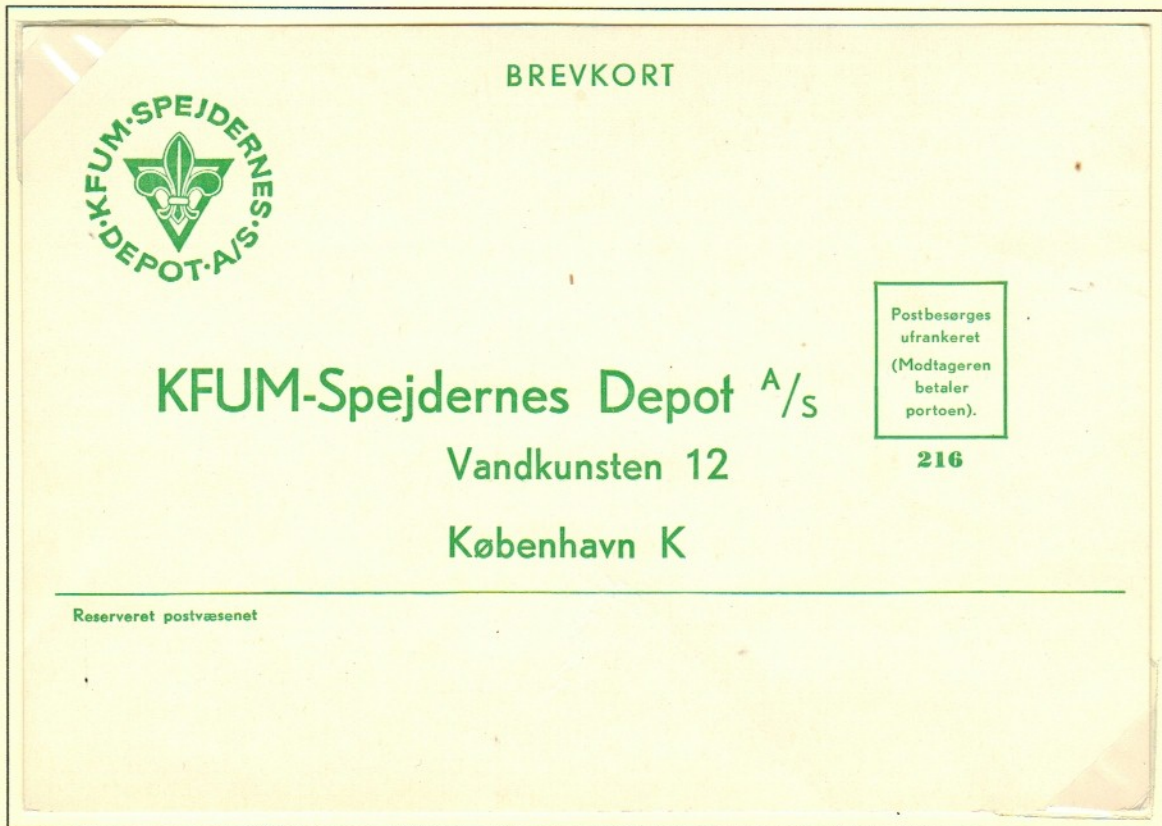 BREVKORT
KFUM·SPEJDERNES·DEPOT·A/S·
Postbesørges
ufrankeret
(Modtageren
betaler
portoen).
216
KFUM-Spejdernes Depot A/s
Vandkunsten 12
København K
Reserveret postvæsenet